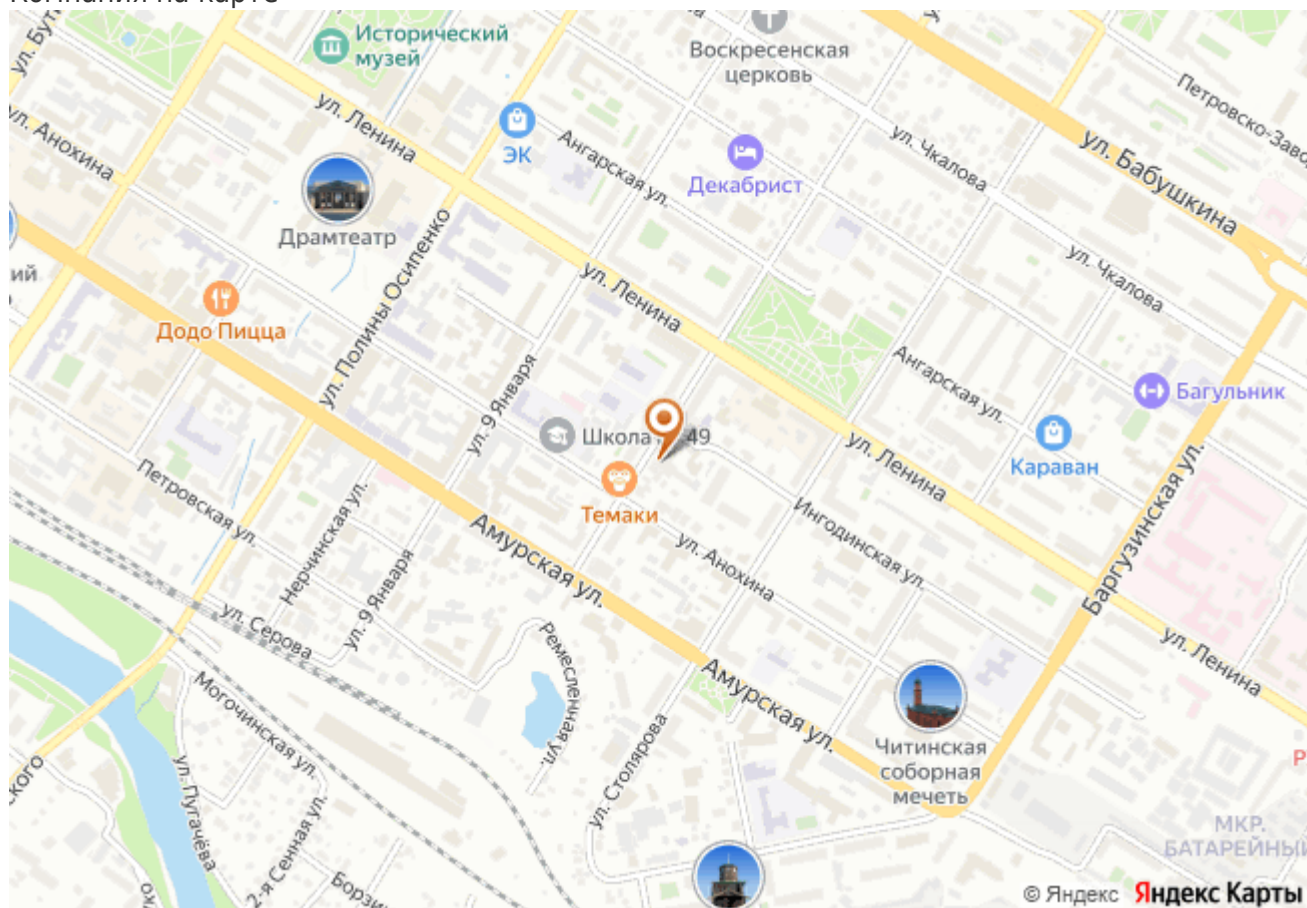 Компания на карте
Исторический
музей
Воскресенская
церковь
ул. Анохина
ул. Ленина
ЭК
Ангарская ул.
Декабрист
ул. Чкалова
ул. Бабушкина
Драмтеатр
ий
Додо Пицца
ул. Полины Осипенко
ул. Ленина
ул. Чкалова
ул. 9 Января
Школа
49
Ангарская ул.
Багульник
Караван
ул. Ленина
Баргузинская ул.
Петровская ул.
Нерчинская ул.
Темаки
Амурская ул.
ул. Анохина
Ингодинская ул.
ул. 9 Января
ул. Серова
Ремесленная ул.
Могочинская ул.
Амурская ул.
ул. Ленина
ул. Столярова
Читинская
соборная
мечеть
ул. Пугачёва
2-я Сенная ул.
МКР.
БАТАРЕЙНЫЙ
© Яндекс Яндекс Карты